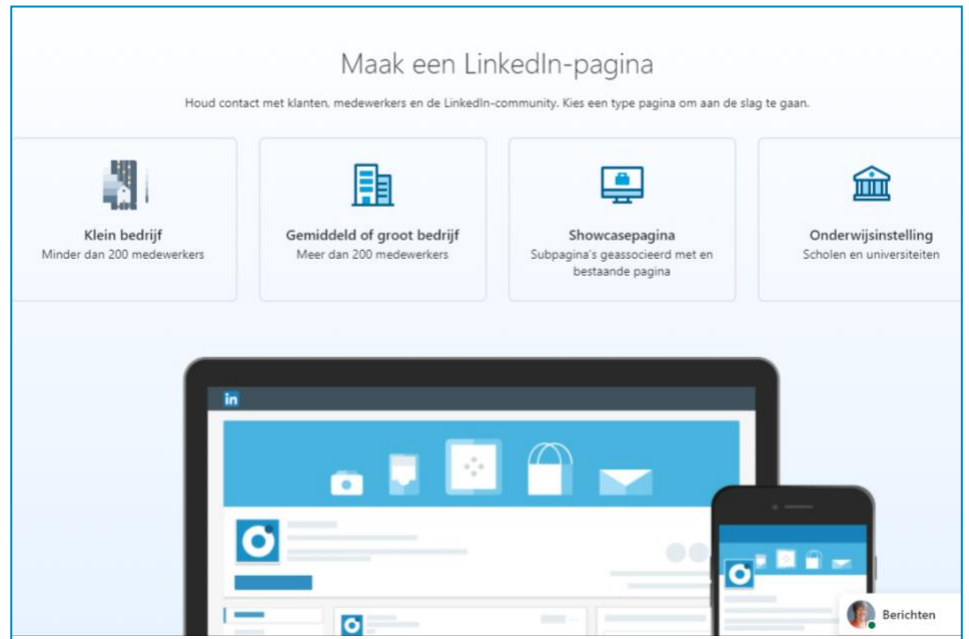 Maak een LinkedIn-pagina
Houd contact met klanten, medewerkers en de LinkedIn-community. Kies een type pagina om aan de slag te gaan.
Klein bedrijf
Minder dan 200 medewerkers
Gemiddeld of groot bedrijf
Meer dan 200 medewerkers
Showcasepagina
Subpagina's geassocieerd met en
bestaande pagina
Onderwijsinstelling
Scholen en universiteiten
in
Berichten